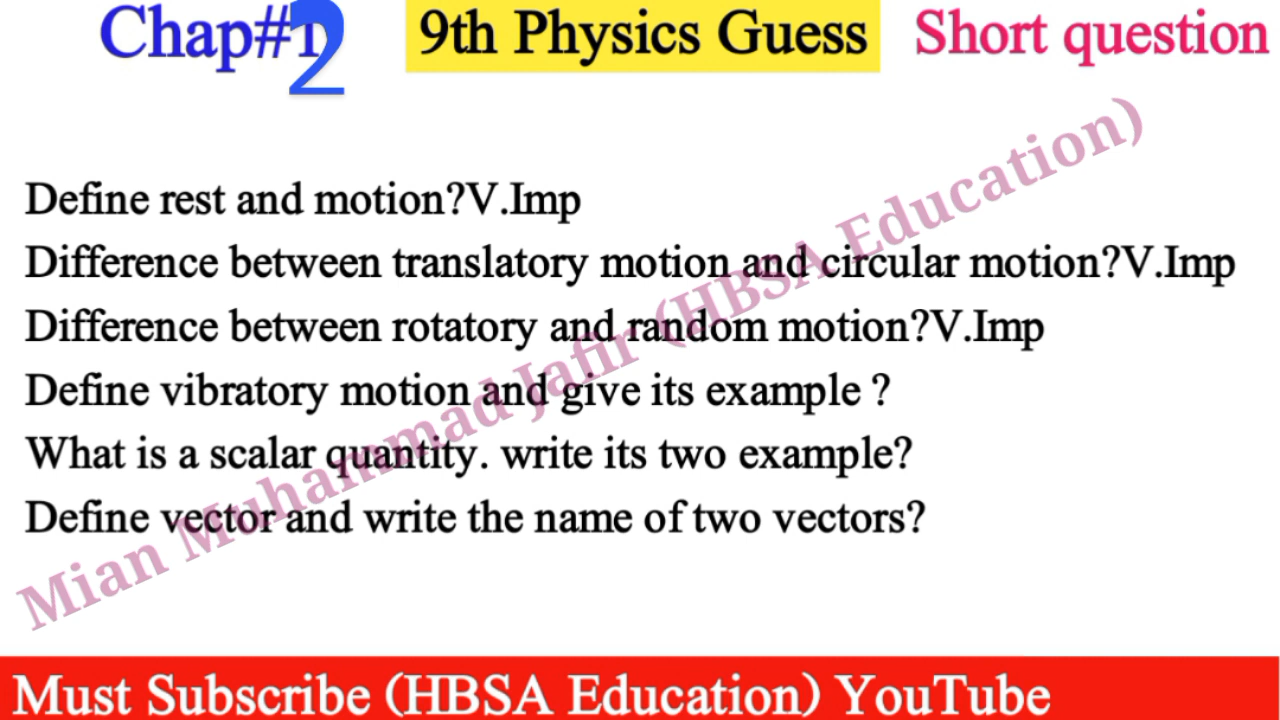 Chap#12 9th Physics Guess Short question
Define rest and motion?V.Imp
Difference between translatory motion and circular motion?V.Imp
Difference between rotatory and random motion?V.Imp
Define vibratory motion and give its example ?
What is a scalar quantity. write its two example?
Define vector and write the name of two vectors?
Mian Muhammad Jafir (HBSA Education)
Must Subscribe (HBSA Education) YouTube